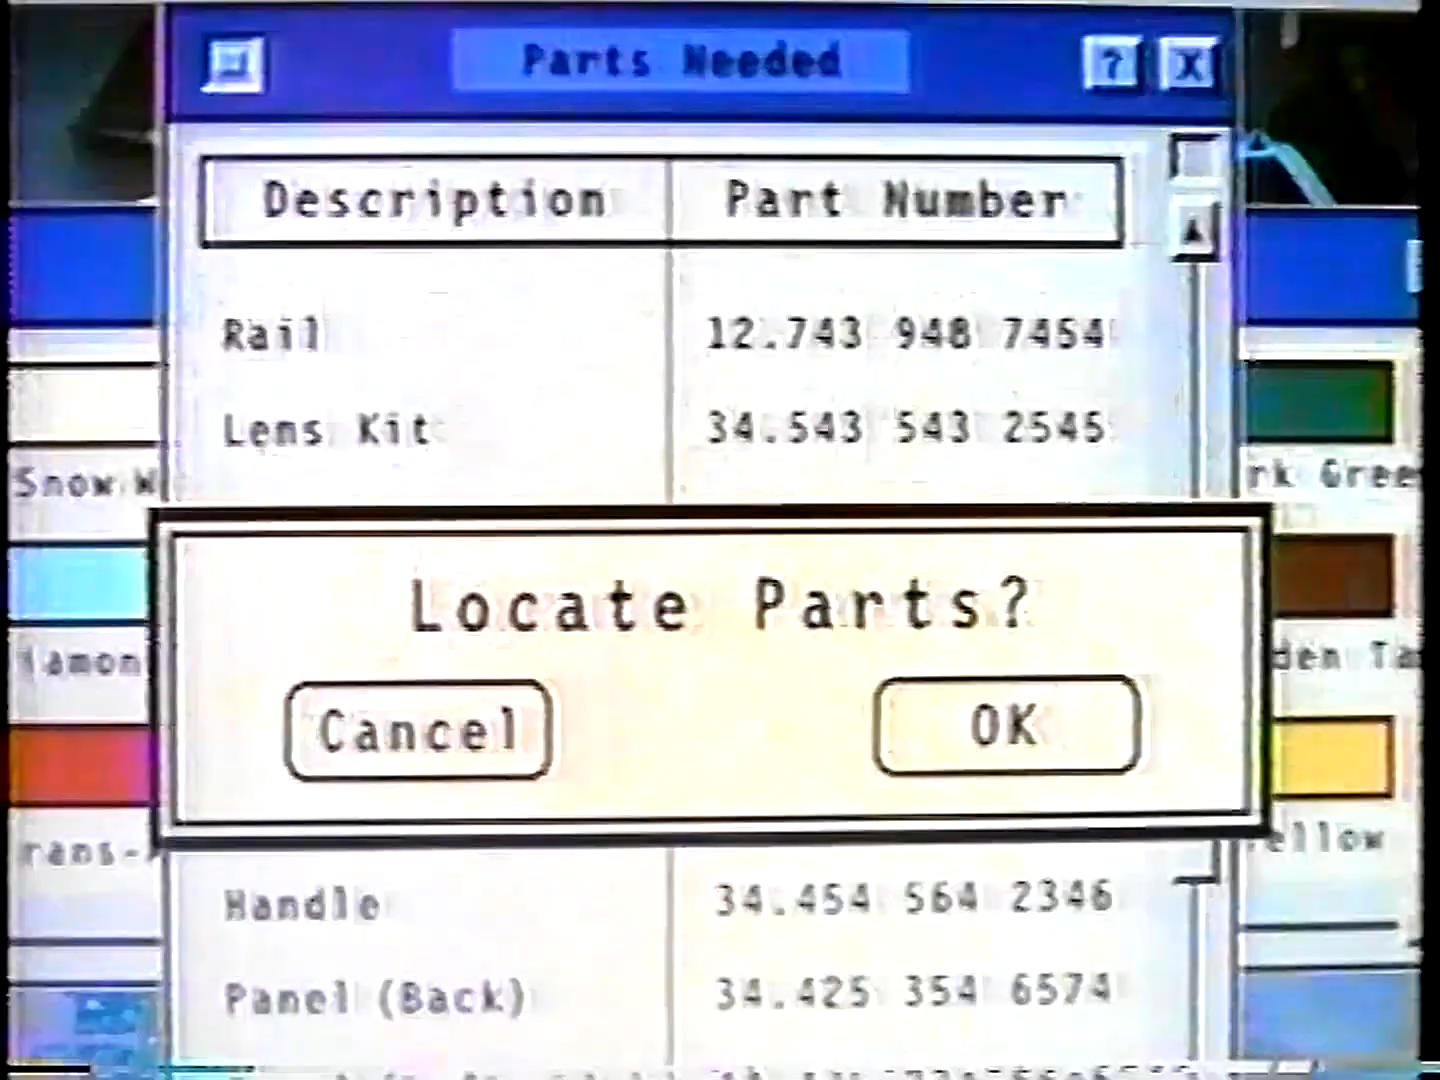 Parts Needed
? X
Description Part Number
Rail 12.743 948 7454
Lens Kit 34.543 543 2545
Snow
Locate Parts?
Cancel OK
Handle 34.454 564 2346
Panel (Back) 34.425 354 6574